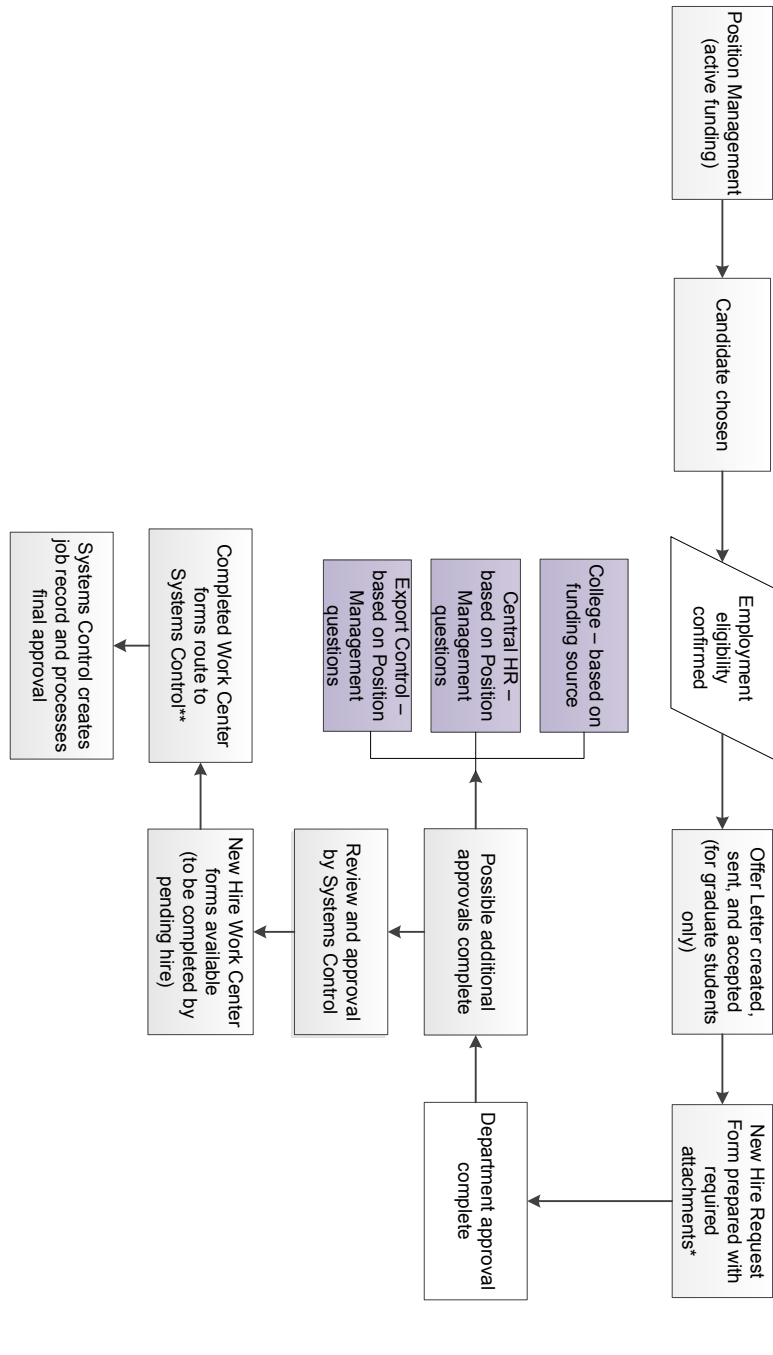 Position Management
(active funding)
Candidate chosen
Employment
eligibility
confirmed
Offer Letter created,
sent, and accepted
(for graduate students
only)
New Hire Request
Form prepared with
required
attachments*
Department approval
complete
Possible additional
approvals complete
College – based on
funding source
Central HR –
based on Position
Management
questions
Export Control –
based on Position
Management
questions
Review and approval
by Systems Control
New Hire Work Center
forms available
(to be completed by
pending hire)
Completed Work Center
forms route to
Systems Control**
Systems Control creates
job record and processes
final approval